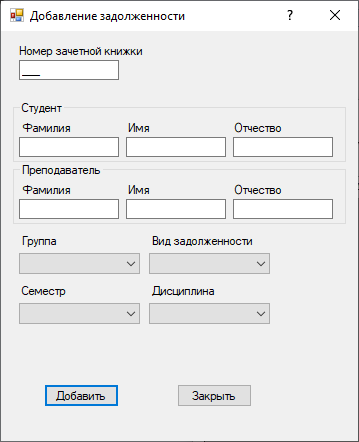 Добавление задолженности ?
Номер зачетной книжки
___
Студент
Фамилия Имя Отчество
Преподаватель
Фамилия Имя Отчество
Группа Вид задолженности
Семестр Дисциплина
Добавить Закрыть